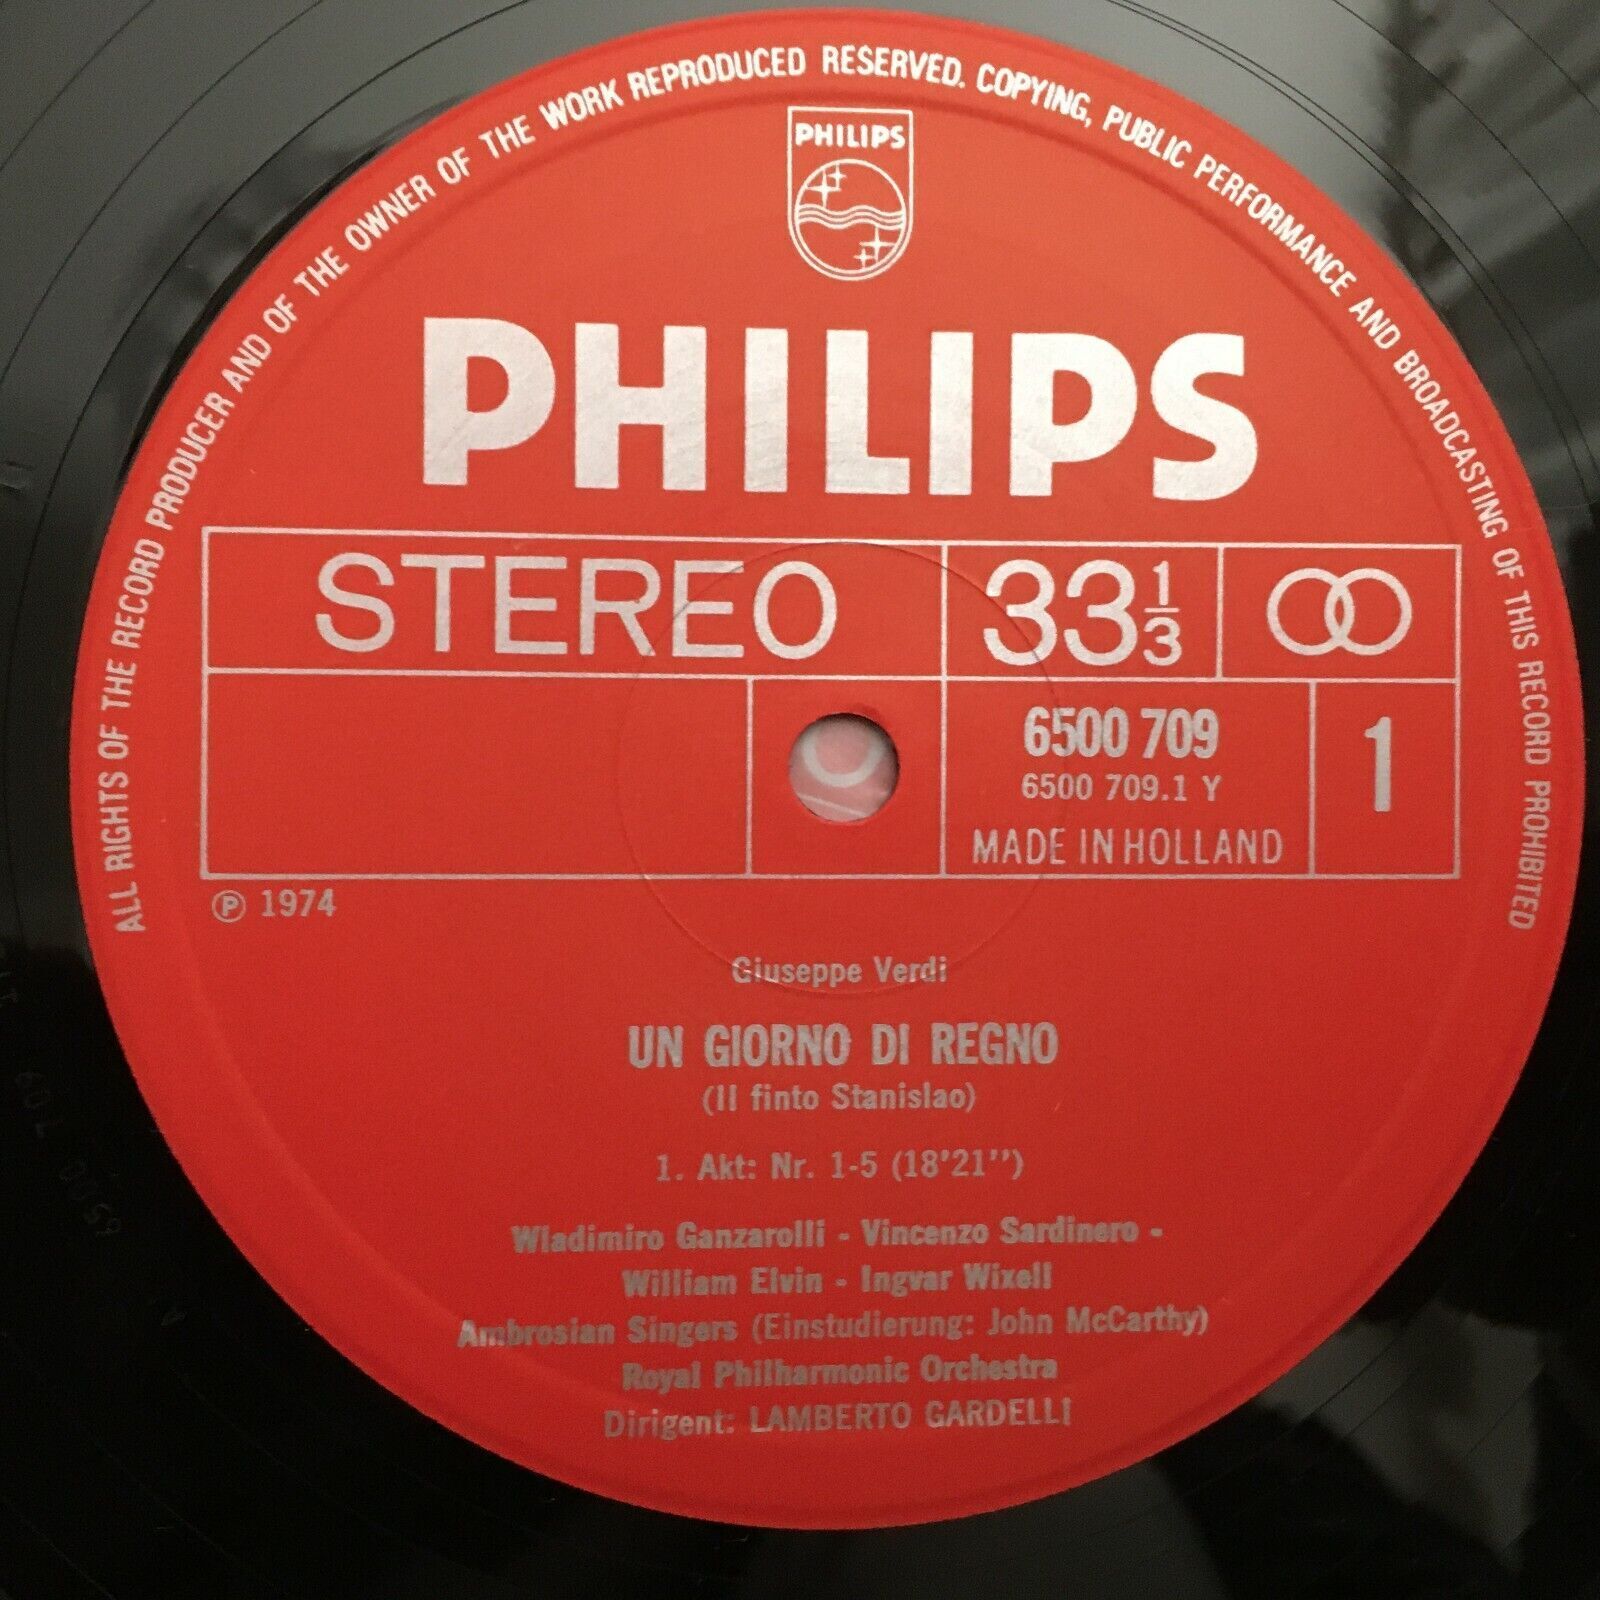 ALL RIGHTS OF THE RECORD PRODUCER AND OF THE OWNER OF THE WORK REPRODUCED RESERVED. COPYING, PUBLIC PERFORMANCE AND BROADCASTING OF THIS RECORD PROHIBITED
PHILIPS
PHILIPS
STEREO
33 1/3
6500 709
6500 709.1 Y
MADE IN HOLLAND
1
℗ 1974
Giuseppe Verdi
UN GIORNO DI REGNO
(Il finto Stanislao)
1. Akt: Nr. 1-5 (18'21'')
Wladimiro Ganzarolli - Vincenzo Sardinero -
William Elvin - Ingvar Wixell
Ambrosian Singers (Einstudierung: John McCarthy)
Royal Philharmonic Orchestra
Dirigent: LAMBERTO GARDELLI